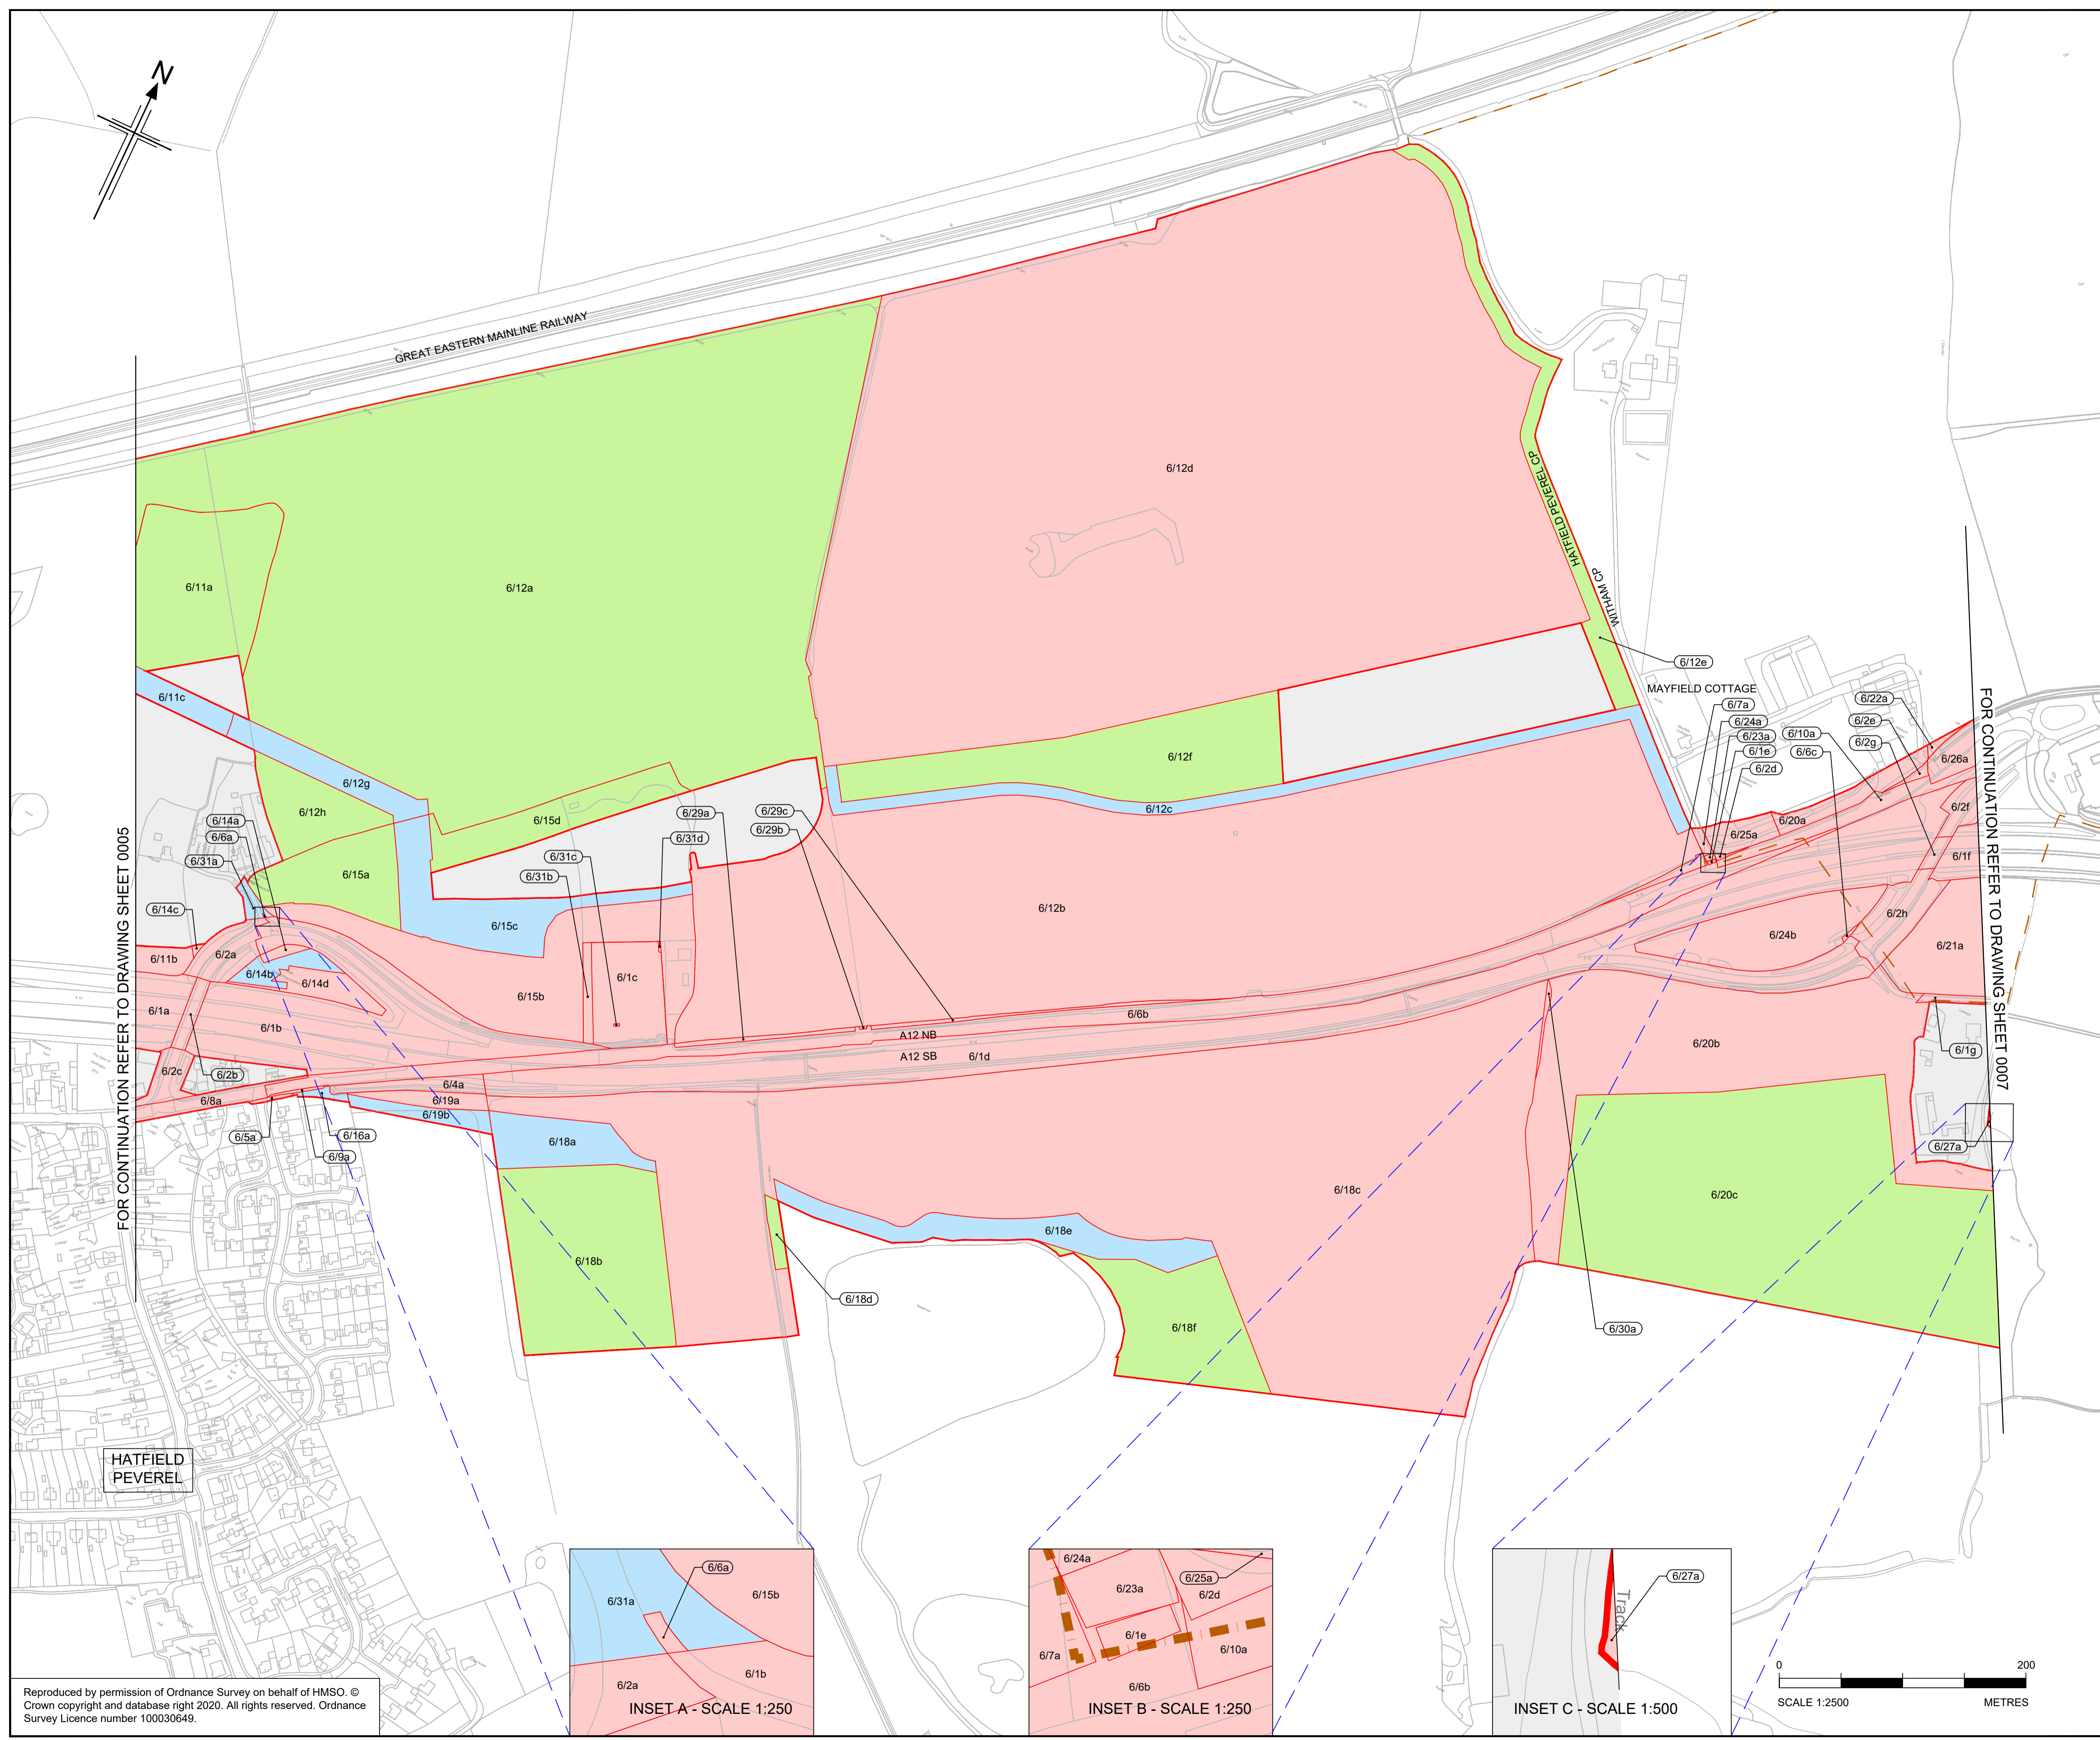 N
GREAT EASTERN MAINLINE RAILWAY
6/12d
6/11a
6/12a
HATFIELD PEVEREL CP
WITHAM CP
6/12e
MAYFIELD COTTAGE
6/7a
6/24a
6/23a
6/1e
6/2d
6/10a
6/6c
6/22a
6/2e
6/2g
6/26a
6/2f
6/1f
6/11c
6/12g
6/12f
6/12c
6/12h
6/15d
6/29a
6/29c
6/29b
6/31d
6/31c
6/31b
6/14a
6/6a
6/31a
6/15a
6/25a
6/20a
6/14c
6/15c
6/12b
6/24b
6/2h
6/21a
6/11b
6/2a
6/14b
6/14d
6/15b
6/1c
6/1a
6/1b
6/6b
A12 NB
A12 SB
6/1d
6/20b
6/1g
6/2c
6/2b
6/4a
6/8a
6/19a
6/19b
6/5a
6/16a
6/9a
6/18a
6/27a
6/18c
6/20c
6/18e
6/18b
6/18d
6/18f
6/30a
FOR CONTINUATION REFER TO DRAWING SHEET 0005
FOR CONTINUATION REFER TO DRAWING SHEET 0007
HATFIELD
PEVEREL
6/31a
6/6a
6/15b
6/2a
6/1b
INSET A - SCALE 1:250
6/24a
6/23a
6/25a
6/2d
6/1e
6/7a
6/10a
6/6b
INSET B - SCALE 1:250
Track
6/27a
INSET C - SCALE 1:500
0
200
SCALE 1:2500
METRES
Reproduced by permission of Ordnance Survey on behalf of HMSO. ©
Crown copyright and database right 2020. All rights reserved. Ordnance
Survey Licence number 100030649.